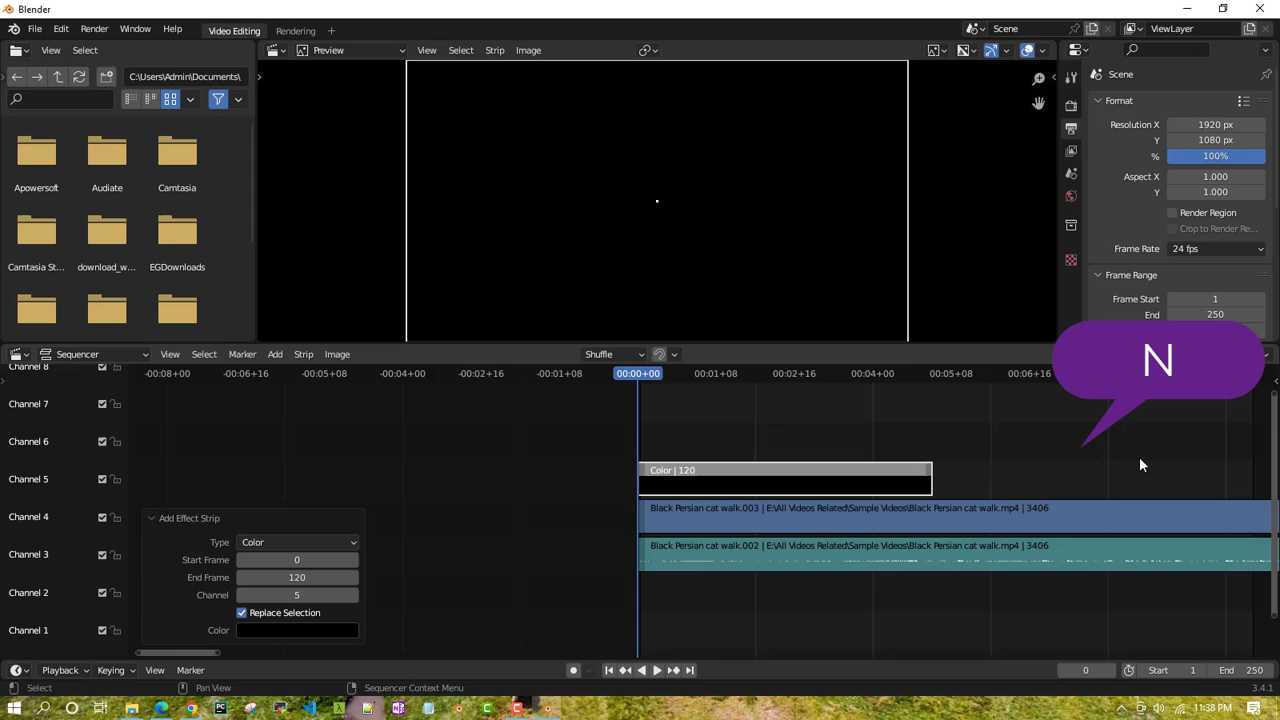 Blender
File Edit Render Window Help Video Editing Rendering + Scene ViewLayer
View Select Preview View Select Strip Image
C:\Users\Admin\Documents\ Scene
Format
Apowersoft Audiate Camtasia
Camtasia St... download_w... EGDownloads
Resolution X 1920 px
Y 1080 px
% 100%
Aspect X 1.000
Y 1.000
Render Region
Crop to Render Re...
Frame Rate 24 fps
Frame Range
Frame Start 1
End 250
N
Sequencer View Select Marker Add Strip Image Shuffle
-00:08+00 -00:06+16 -00:05+08 -00:04+00 -00:02+16 -00:01+08 00:00+00 00:01+08 00:02+16 00:04+00 00:05+08 00:06+16
Channel 8
Channel 7
Channel 6
Channel 5 Color | 120
Channel 4 Black Persian cat walk.003 | E:\All Videos Related\Sample Videos\Black Persian cat walk.mp4 | 3406
Channel 3 Black Persian cat walk.002 | E:\All Videos Related\Sample Videos\Black Persian cat walk.mp4 | 3406
Channel 2
Channel 1
Add Effect Strip
Type Color
Start Frame 0
End Frame 120
Channel 5
Replace Selection
Color
Playback Keying View Marker 0 Start 1 End 250
Select Pan View Sequencer Context Menu 3.4.1
11:38 PM